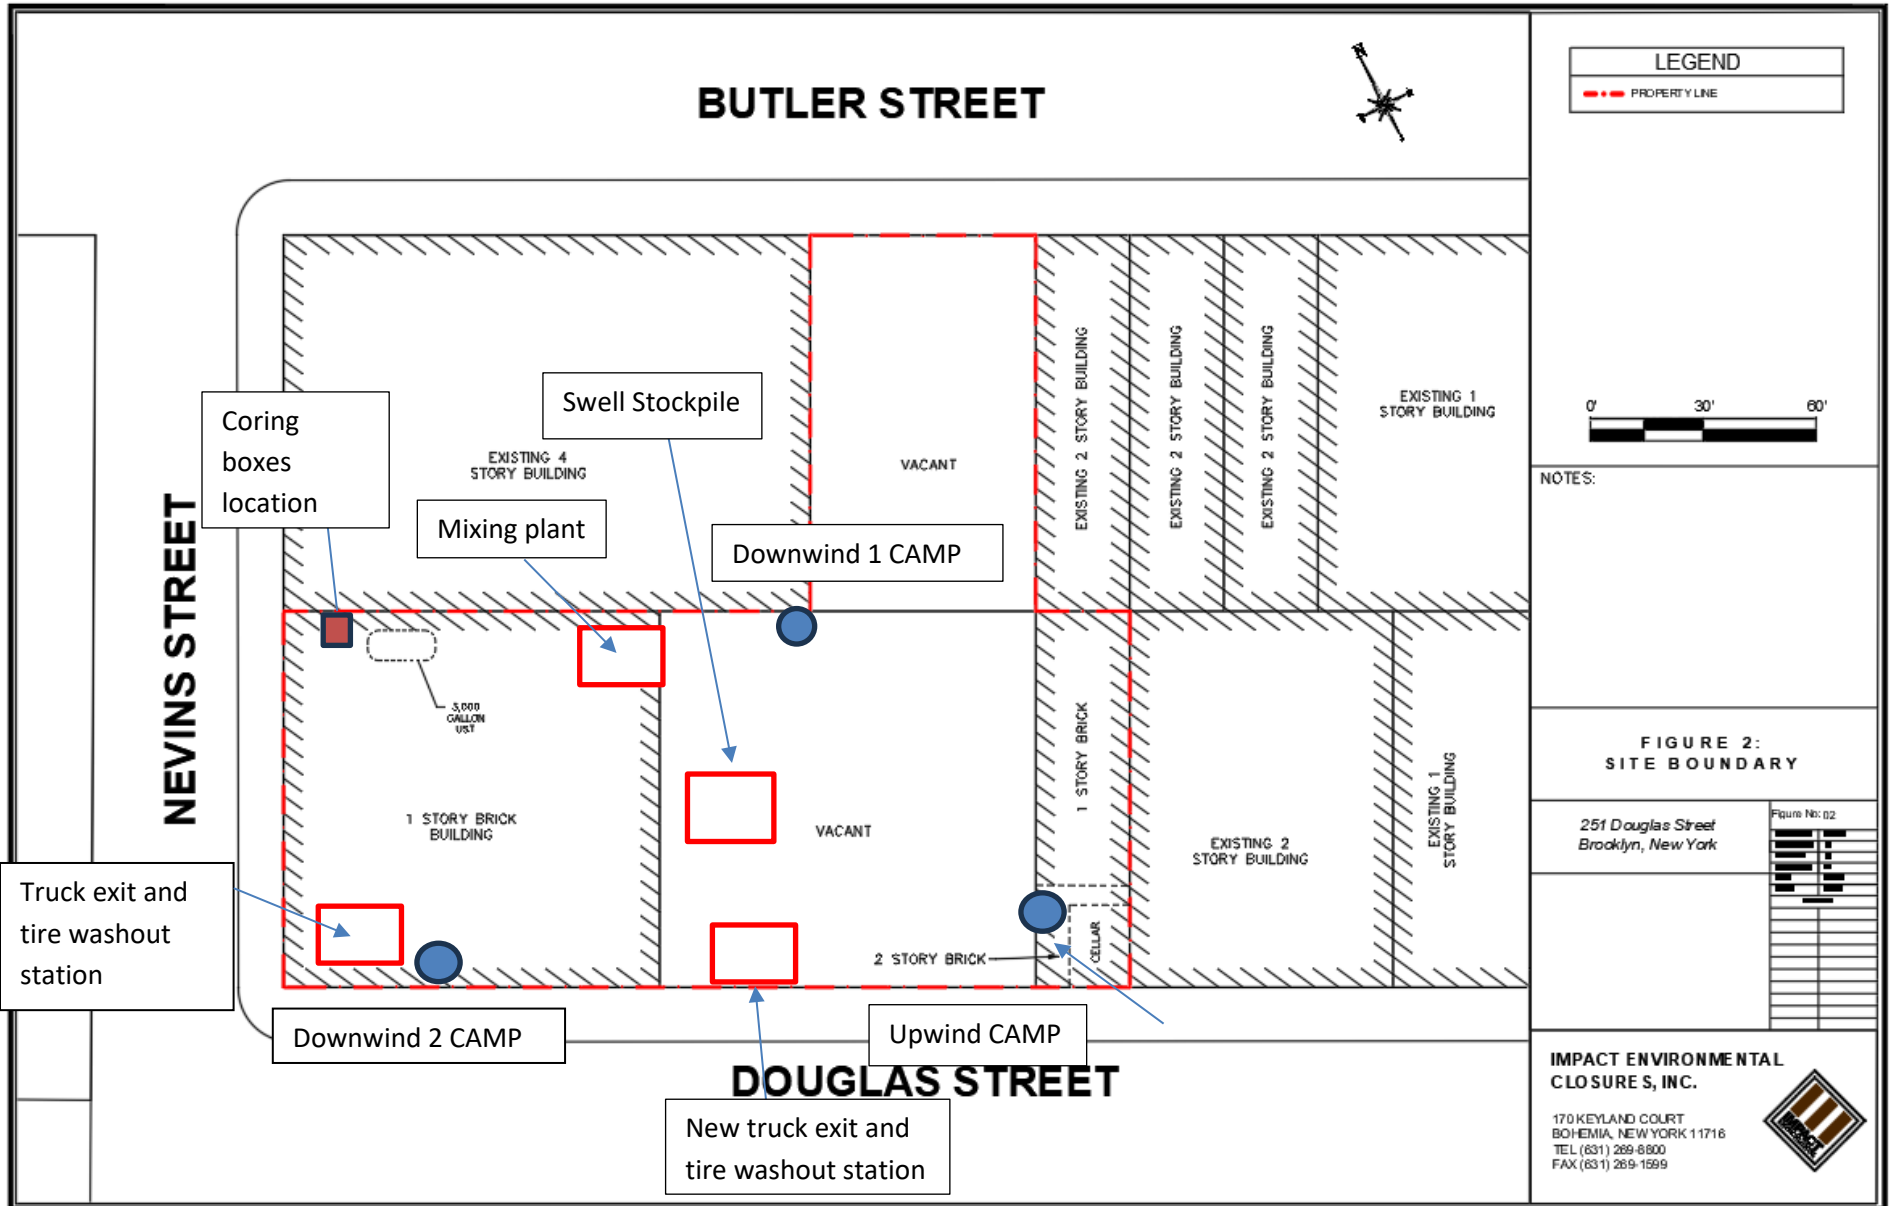 BUTLER STREET
N
LEGEND
PROPERTY LINE
0' 30' 60'
NOTES:
Coring
boxes
location
Swell Stockpile
Mixing plant
Downwind 1 CAMP
EXISTING 4
STORY BUILDING
VACANT
EXISTING 2 STORY BUILDING
EXISTING 2 STORY BUILDING
EXISTING 2 STORY BUILDING
EXISTING 1
STORY BUILDING
NEVINS STREET
GALLON
UST
1 STORY BRICK
BUILDING
VACANT
1 STORY BRICK
EXISTING 2
STORY BUILDING
EXISTING 1
STORY BUILDING
2 STORY BRICK
CELLAR
Truck exit and
tire washout
station
Downwind 2 CAMP
Upwind CAMP
DOUGLAS STREET
New truck exit and
tire washout station
FIGURE 2:
SITE BOUNDARY
251 Douglas Street
Brooklyn, New York
Figure No: 02
IMPACT ENVIRONMENTAL
CLOSURES, INC.
170 KEYLAND COURT
BOHEMIA, NEW YORK 11716
TEL (631) 269-8800
FAX (631) 269-1599
IMPACT